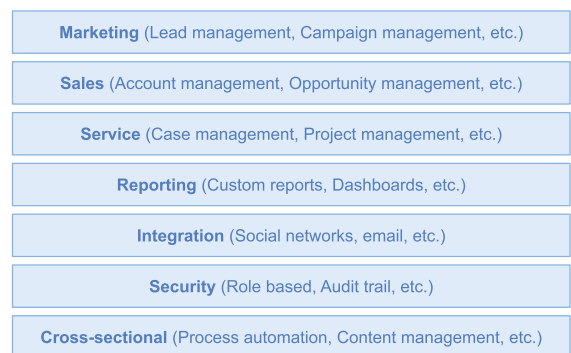 Marketing (Lead management, Campaign management, etc.)
Sales (Account management, Opportunity management, etc.)
Service (Case management, Project management, etc.)
Reporting (Custom reports, Dashboards, etc.)
Integration (Social networks, email, etc.)
Security (Role based, Audit trail, etc.)
Cross-sectional (Process automation, Content management, etc.)